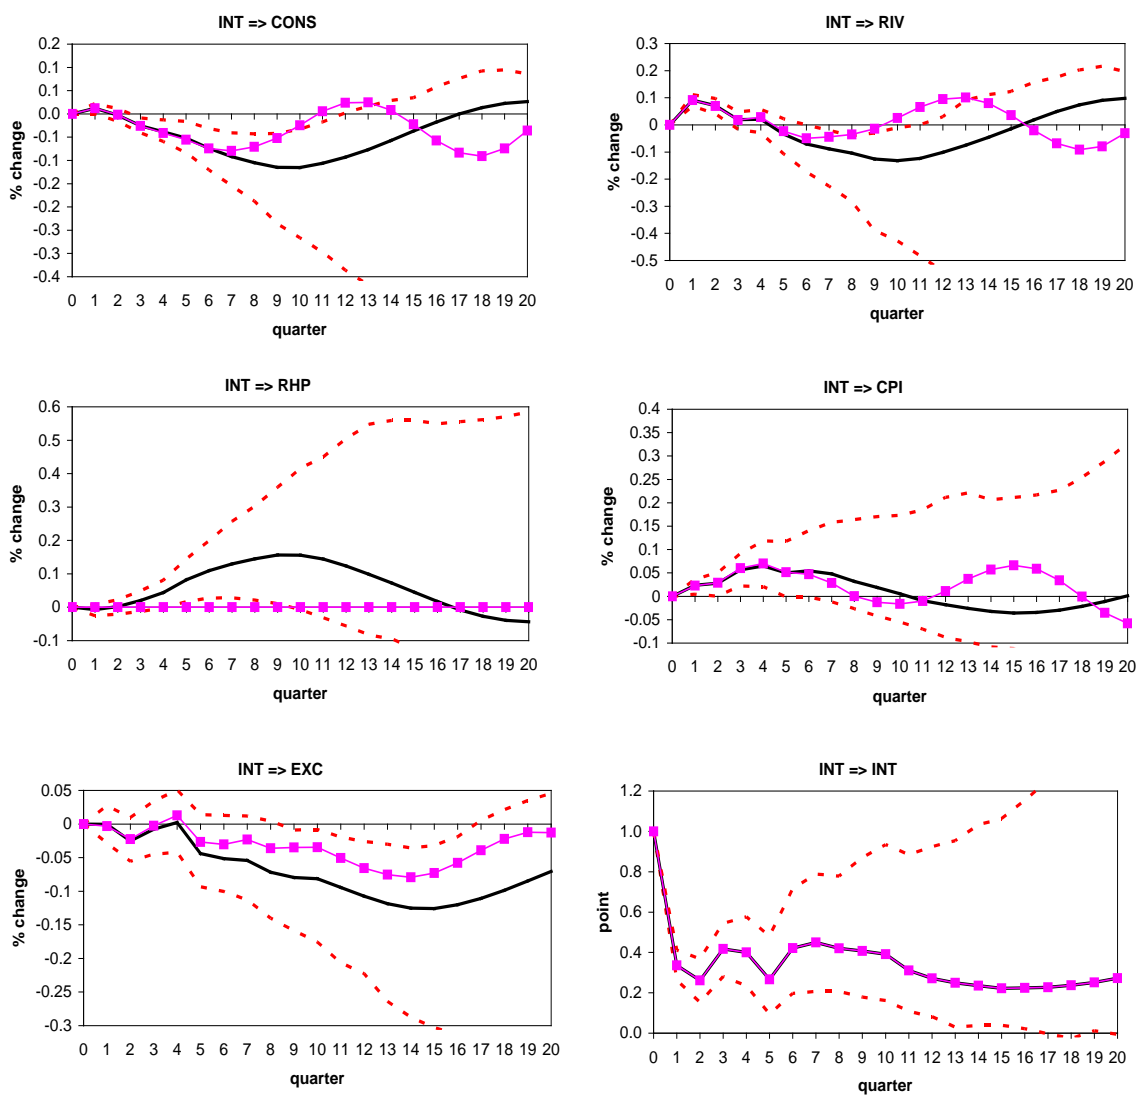 INT => CONS
0.2
0.1
0.1
0.0
-0.1
-0.1
-0.2
-0.2
-0.3
-0.3
-0.4
% change
0 1 2 3 4 5 6 7 8 9 10 11 12 13 14 15 16 17 18 19 20
quarter
INT => RIV
0.3
0.2
0.1
0
-0.1
-0.2
-0.3
-0.4
-0.5
% change
0 1 2 3 4 5 6 7 8 9 10 11 12 13 14 15 16 17 18 19 20
quarter
INT => RHP
0.6
0.5
0.4
0.3
0.2
0.1
0
-0.1
% change
0 1 2 3 4 5 6 7 8 9 10 11 12 13 14 15 16 17 18 19 20
quarter
INT => CPI
0.4
0.35
0.3
0.25
0.2
0.15
0.1
0.05
0
-0.05
-0.1
% change
0 1 2 3 4 5 6 7 8 9 10 11 12 13 14 15 16 17 18 19 20
quarter
INT => EXC
0.05
0
-0.05
-0.1
-0.15
-0.2
-0.25
-0.3
% change
0 1 2 3 4 5 6 7 8 9 10 11 12 13 14 15 16 17 18 19 20
quarter
INT => INT
1.2
1.0
0.8
0.6
0.4
0.2
0.0
point
0 1 2 3 4 5 6 7 8 9 10 11 12 13 14 15 16 17 18 19 20
quarter